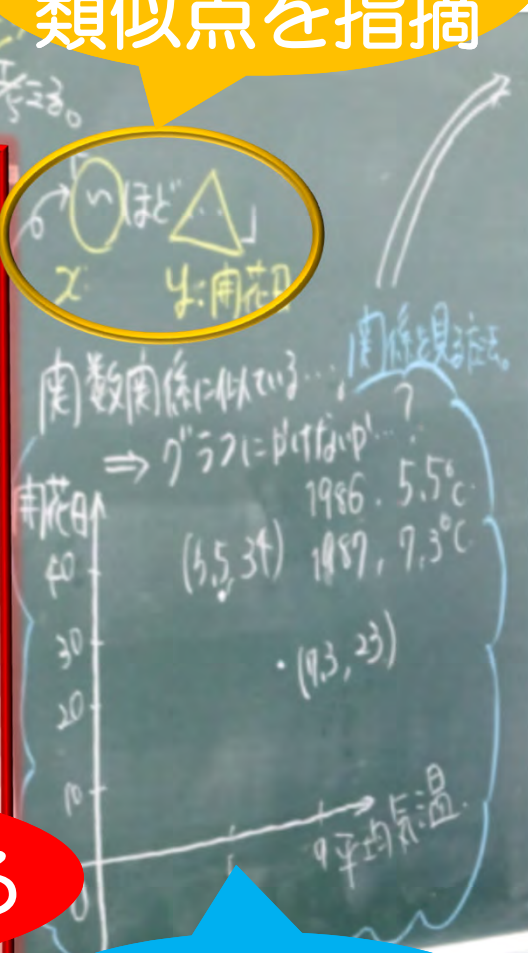 類似点を指摘
考える。
い ほど 」
x y:開花日
関係を見る方法。
関数関係に似ている…。
⇒グラフにかけないか…?
1986. 5.5℃
1987, 7.3℃
開花日
40
(5.5, 34)
30
(7.3, 23)
20
10
平均気温
0
る